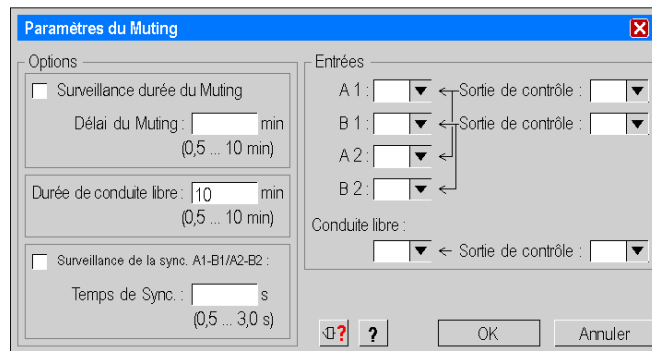 Paramètres du Muting
Options
Surveillance durée du Muting
Délai du Muting : min
(0,5 ... 10 min)
Durée de conduite libre : 10 min
(0,5 ... 10 min)
Surveillance de la sync. A1-B1/A2-B2 :
Temps de Sync. : s
(0,5 ... 3,0 s)
Entrées
A 1 : Sortie de contrôle :
B 1 : Sortie de contrôle :
A 2 :
B 2 :
Conduite libre :
Sortie de contrôle :
? ? OK Annuler